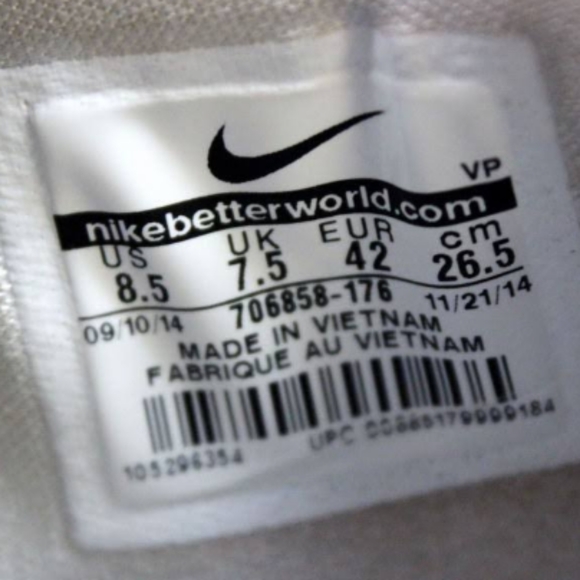 VP
nikebetterworld.com
US UK EUR cm
8.5 7.5 42 26.5
09/10/14 706858-176 11/21/14
MADE IN VIETNAM
FABRIQUE AU VIETNAM
105296354 UPC